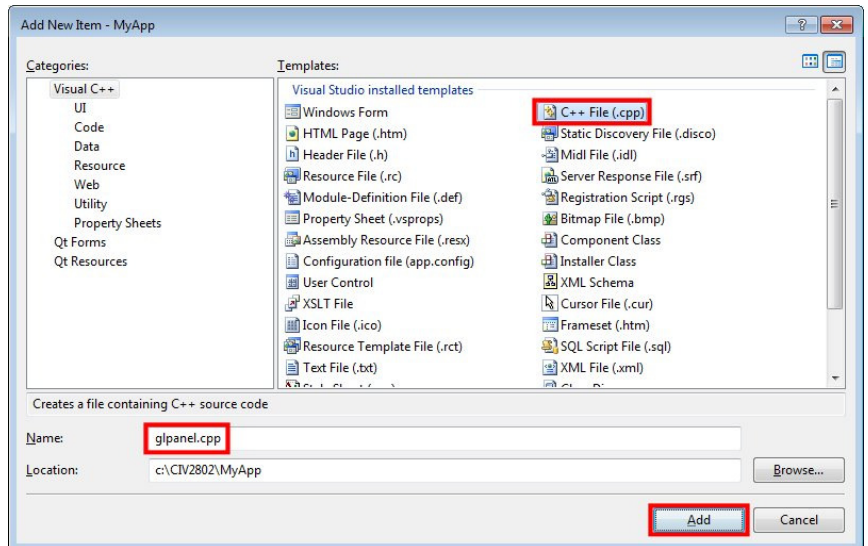 Add New Item - MyApp
Categories:
Templates:
Visual C++
UI
Code
Data
Resource
Web
Utility
Property Sheets
Qt Forms
Qt Resources
Visual Studio installed templates
Windows Form
C++ File (.cpp)
HTML Page (.htm)
Static Discovery File (.disco)
Header File (.h)
Midl File (.idl)
Resource File (.rc)
Server Response File (.srf)
Module-Definition File (.def)
Registration Script (.rgs)
Property Sheet (.vsprops)
Bitmap File (.bmp)
Assembly Resource File (.resx)
Component Class
Configuration file (app.config)
Installer Class
User Control
XML Schema
XSLT File
Cursor File (.cur)
Icon File (.ico)
Frameset (.htm)
Resource Template File (.rct)
SQL Script File (.sql)
Text File (.txt)
XML File (.xml)
Creates a file containing C++ source code
Name:
glpanel.cpp
Location:
c:\CIV2802\MyApp
Browse...
Add
Cancel